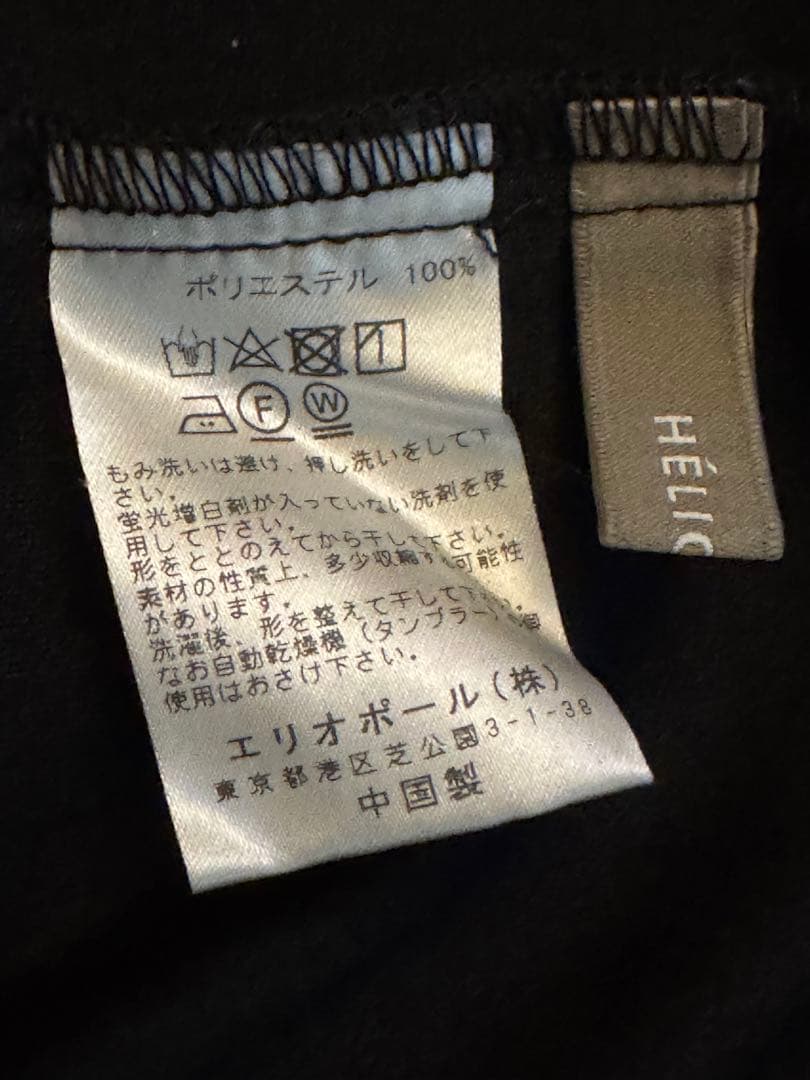 ポリエステル 100%
F W
もみ洗いは避け、押し洗いをして下
さい。
蛍光増白剤が入っていない洗剤を使
用して下さい。
形をととのえてから干して下さい。
素材の性質上、多少収縮する可能性
があります。
洗濯後、形を整えて干して下さい。
なお自動乾燥機(タンブラー)の御
使用はおさけ下さい。
エリオポール(株)
東京都港区芝公園3-1-38
中国製
HÉLIO